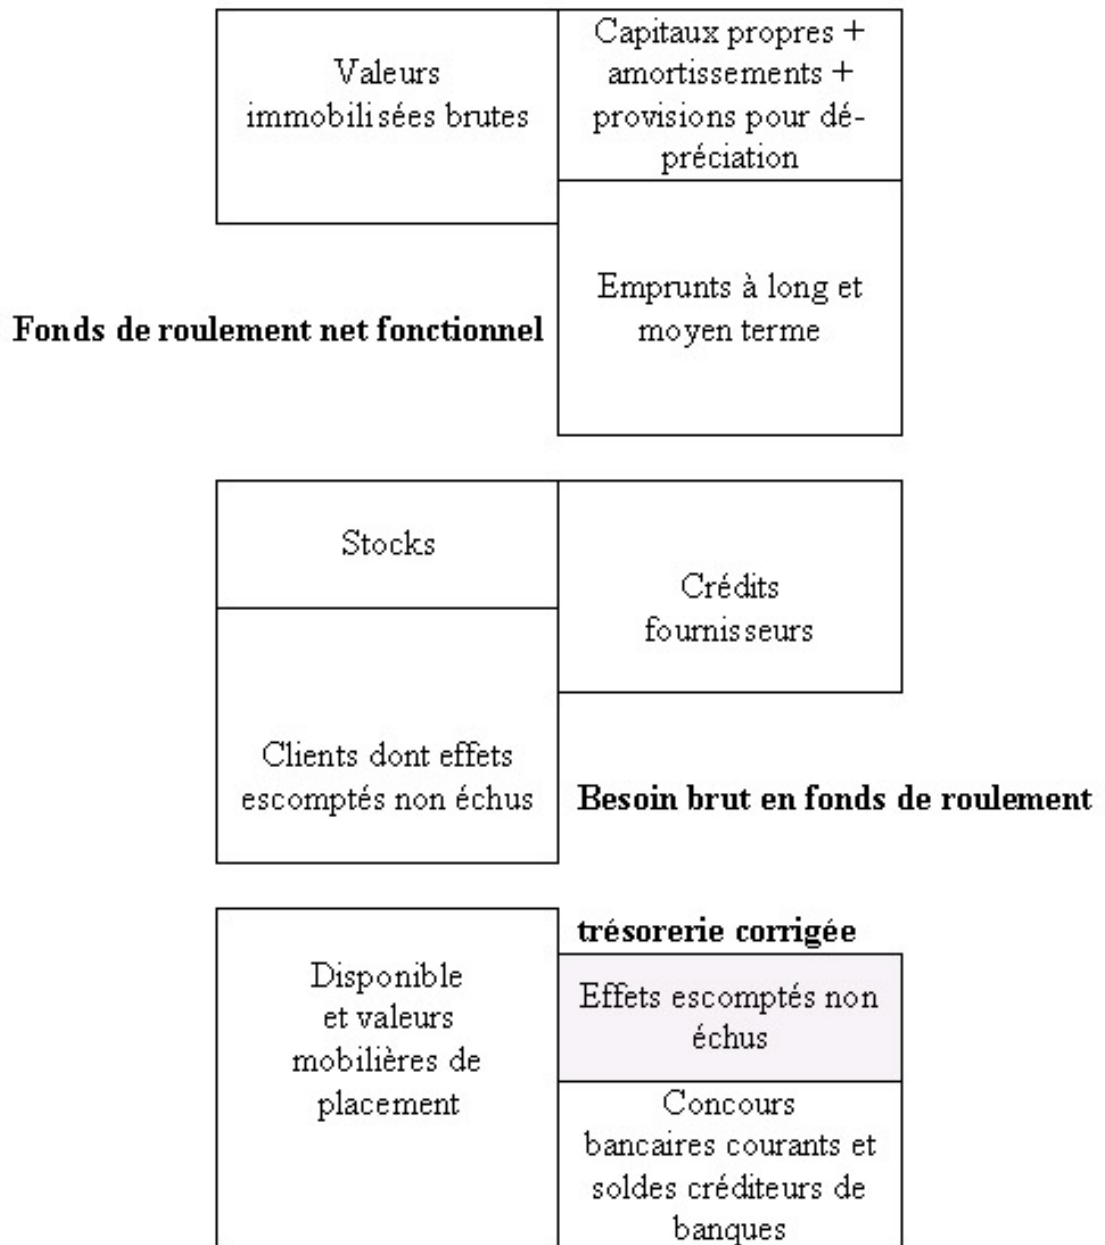 Valeurs
immobilisées brutes
Capitaux propres +
amortissements +
provisions pour dé-
préciation
Emprunts à long et
moyen terme
Fonds de roulement net fonctionnel
Stocks
Crédits
fournisseurs
Clients dont effets
escomptés non échus
Besoin brut en fonds de roulement
trésorerie corrigée
Disponible
et valeurs
mobilières de
placement
Effets escomptés non
échus
Concours
bancaires courants et
soldes créditeurs de
banques